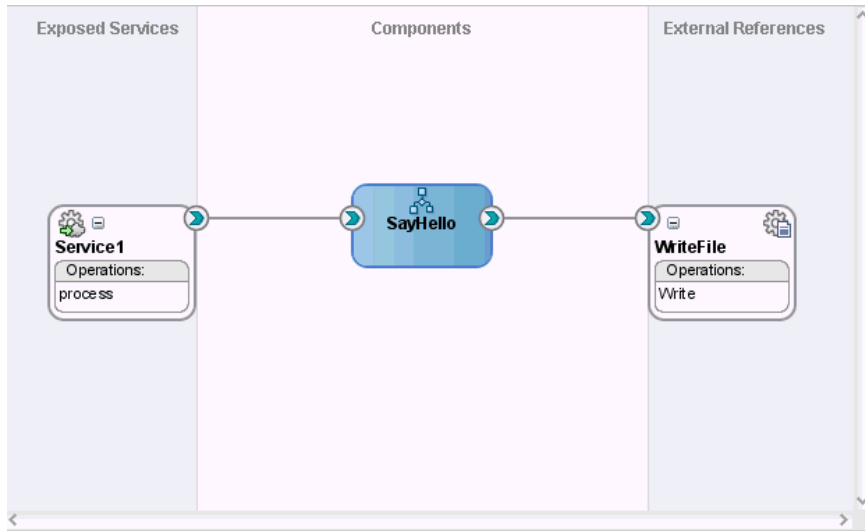 Exposed Services
Components
External References
Service1
Operations:
process
SayHello
WriteFile
Operations:
Write